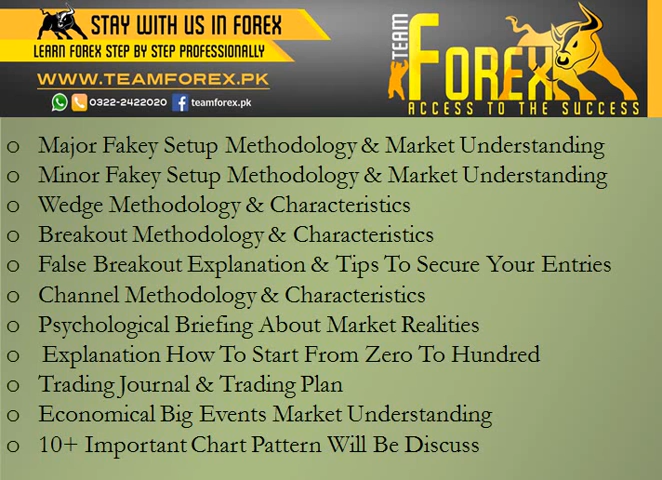 STAY WITH US IN FOREX
LEARN FOREX STEP BY STEP PROFESSIONALLY
WWW.TEAMFOREX.PK
0322-2422020 teamforex.pk
TEAM
FOREX
ACCESS TO THE SUCCESS
o Major Fakey Setup Methodology & Market Understanding
o Minor Fakey Setup Methodology & Market Understanding
o Wedge Methodology & Characteristics
o Breakout Methodology & Characteristics
o False Breakout Explanation & Tips To Secure Your Entries
o Channel Methodology & Characteristics
o Psychological Briefing About Market Realities
o Explanation How To Start From Zero To Hundred
o Trading Journal & Trading Plan
o Economical Big Events Market Understanding
o 10+ Important Chart Pattern Will Be Discuss